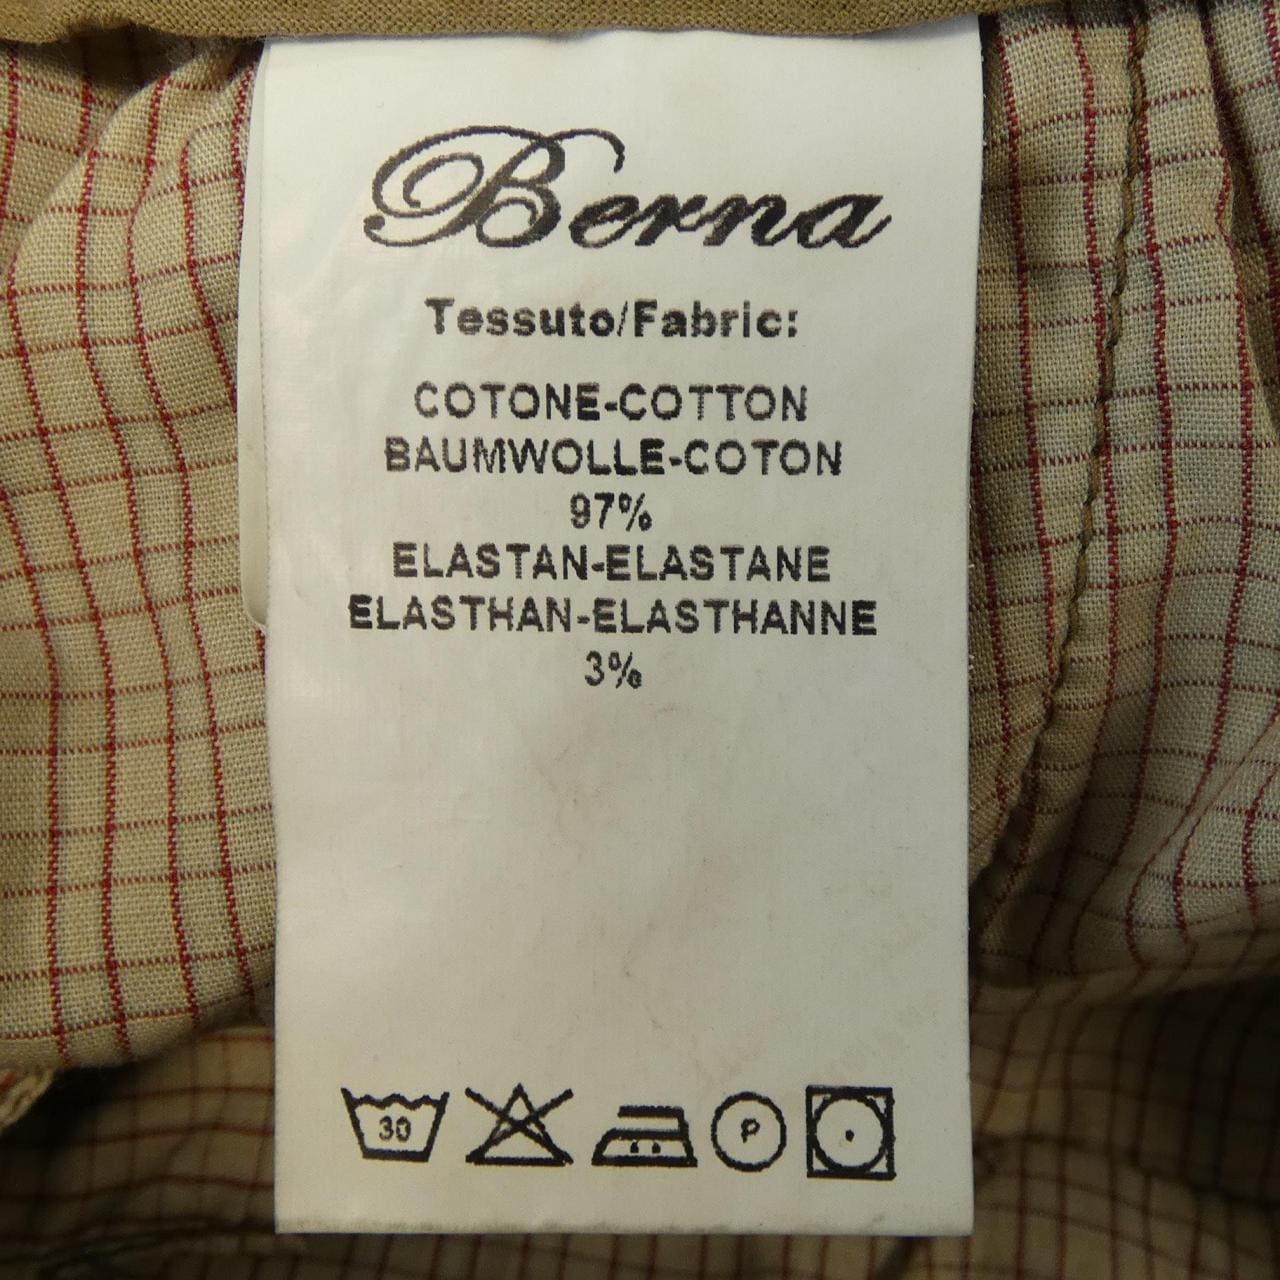 Berna
Tessuto/Fabric:
COTONE-COTTON
BAUMWOLLE-COTON
97%
ELASTAN-ELASTANE
ELASTHAN-ELASTHANNE
3%
30 P